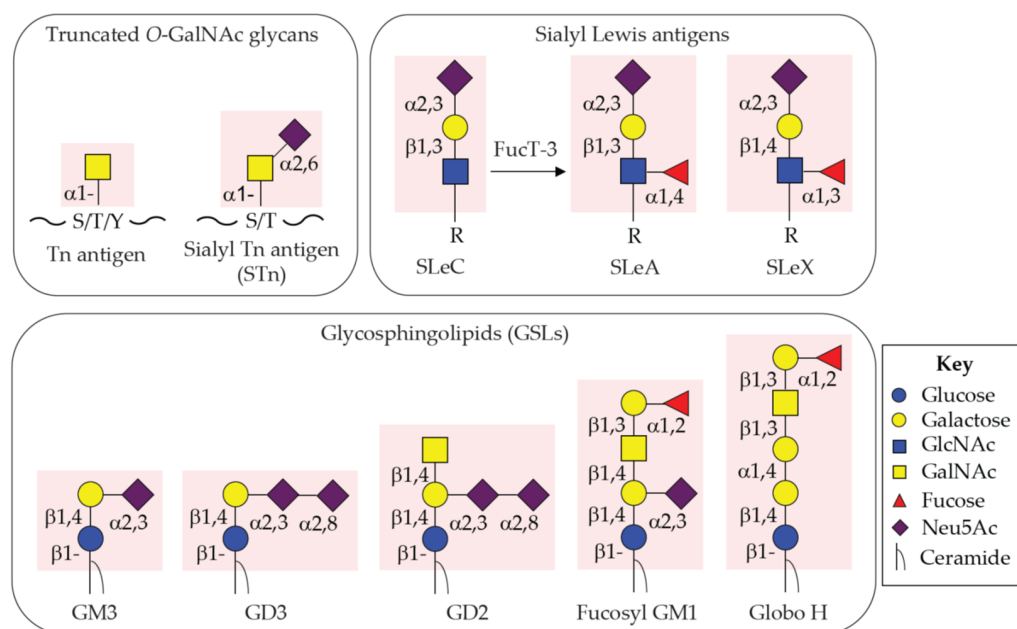 Truncated O-GalNAc glycans
α1-
S/T/Y
Tn antigen
α2,6
α1-
S/T
Sialyl Tn antigen
(STn)
Sialyl Lewis antigens
α2,3
β1,3
R
SLeC
FucT-3
α2,3
β1,3
α1,4
R
SLeA
α2,3
β1,4
α1,3
R
SLeX
Glycosphingolipids (GSLs)
β1,4
α2,3
β1-
GM3
β1,4
α2,3
α2,8
β1-
GD3
β1,4
β1,4
α2,3
α2,8
β1-
GD2
β1,3
α1,2
β1,4
β1,4
α2,3
β1-
Fucosyl GM1
β1,3
α1,2
β1,3
α1,4
β1,4
β1-
Globo H
Key
Glucose
Galactose
GlcNAc
GalNAc
Fucose
Neu5Ac
Ceramide